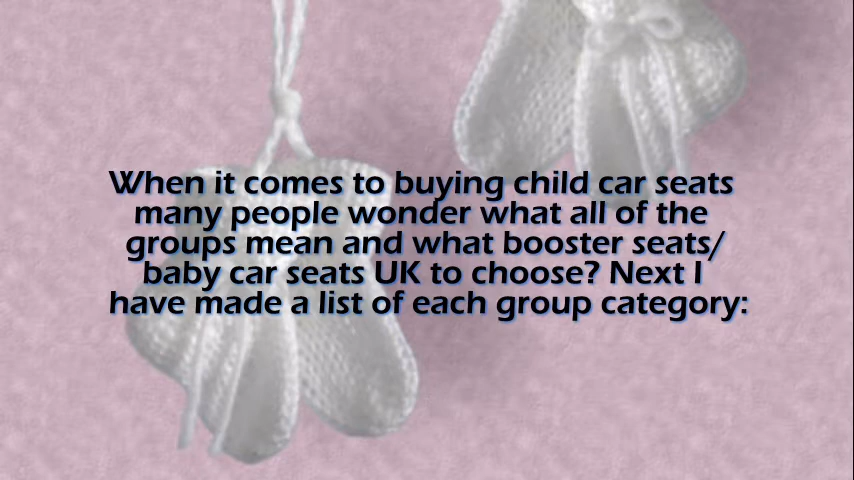 When it comes to buying child car seats
many people wonder what all of the
groups mean and what booster seats/
baby car seats UK to choose? Next I
have made a list of each group category: